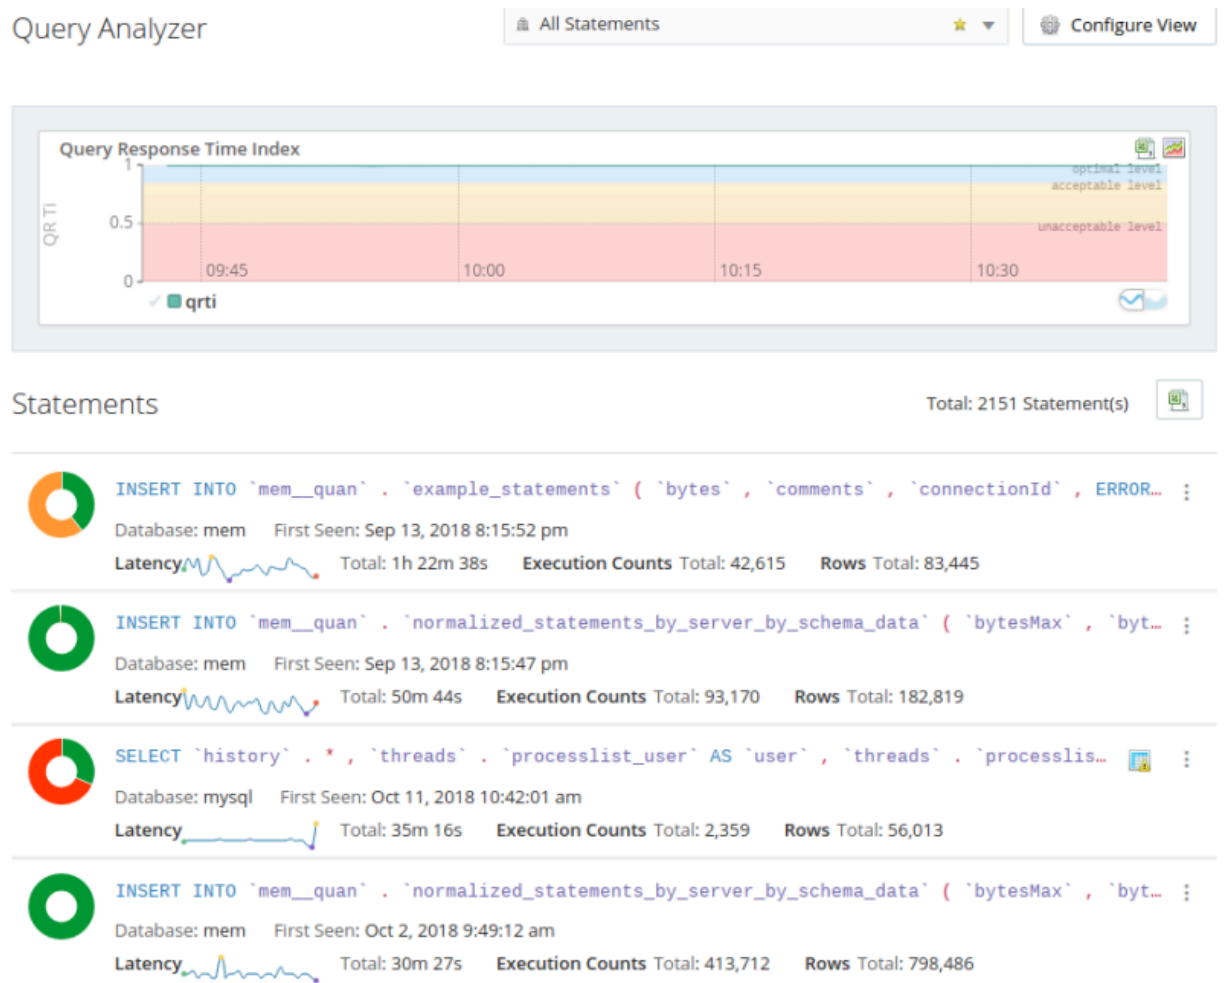 Query Analyzer
All Statements
Configure View
Query Response Time Index
1
optimal level
acceptable level
QR Ti
0.5
unacceptable level
09:45 10:00 10:15 10:30
0
qrti
Statements
Total: 2151 Statement(s)
INSERT INTO `mem__quan` . `example_statements` ( `bytes` , `comments` , `connectionId` , ERROR…
Database: mem First Seen: Sep 13, 2018 8:15:52 pm
Latency Total: 1h 22m 38s Execution Counts Total: 42,615 Rows Total: 83,445
INSERT INTO `mem__quan` . `normalized_statements_by_server_by_schema_data` ( `bytesMax` , `byt…
Database: mem First Seen: Sep 13, 2018 8:15:47 pm
Latency Total: 50m 44s Execution Counts Total: 93,170 Rows Total: 182,819
SELECT `history` . * , `threads` . `processlist_user` AS `user` , `threads` . `processlis…
Database: mysql First Seen: Oct 11, 2018 10:42:01 am
Latency Total: 35m 16s Execution Counts Total: 2,359 Rows Total: 56,013
INSERT INTO `mem__quan` . `normalized_statements_by_server_by_schema_data` ( `bytesMax` , `byt…
Database: mem First Seen: Oct 2, 2018 9:49:12 am
Latency Total: 30m 27s Execution Counts Total: 413,712 Rows Total: 798,486